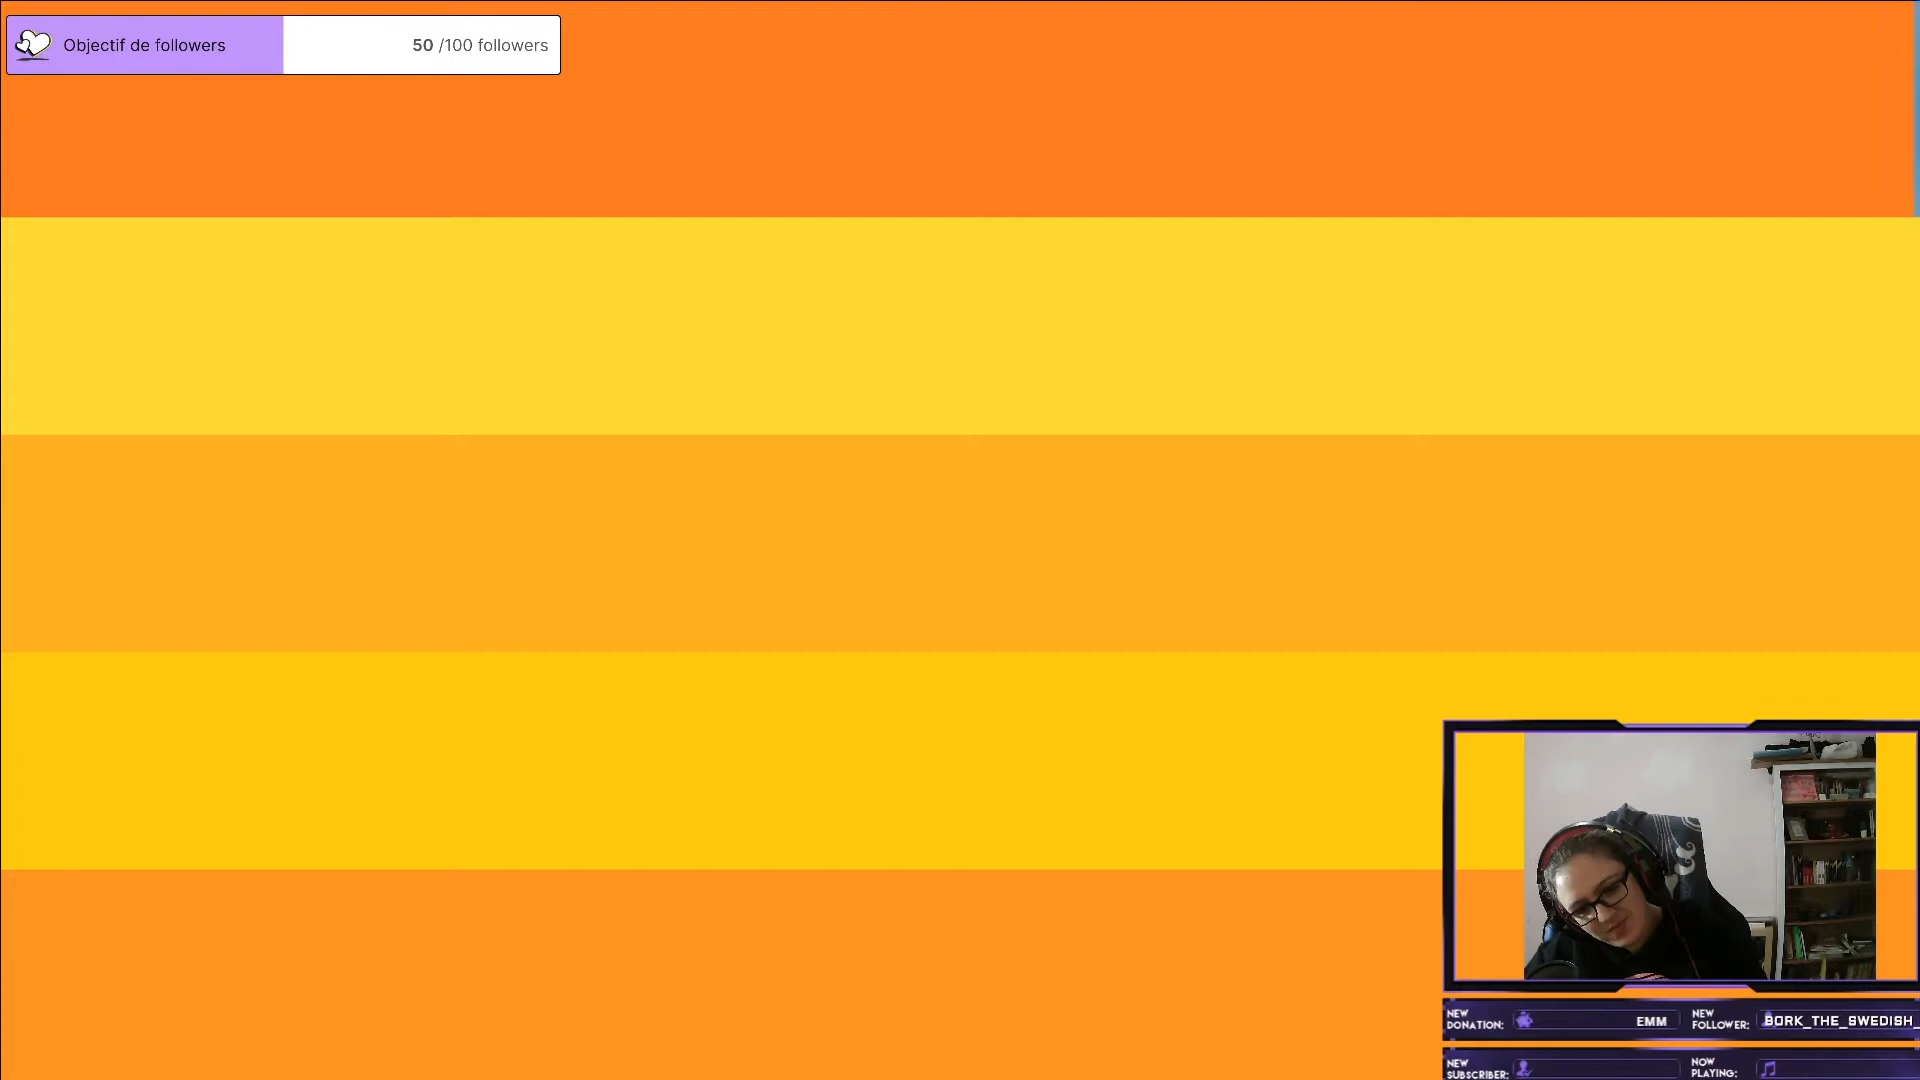 Objectif de followers
50 /100 followers
NEW DONATION: EMM
NEW FOLLOWER: BORK_THE_SWEDISH_
NEW SUBSCRIBER:
NOW PLAYING: